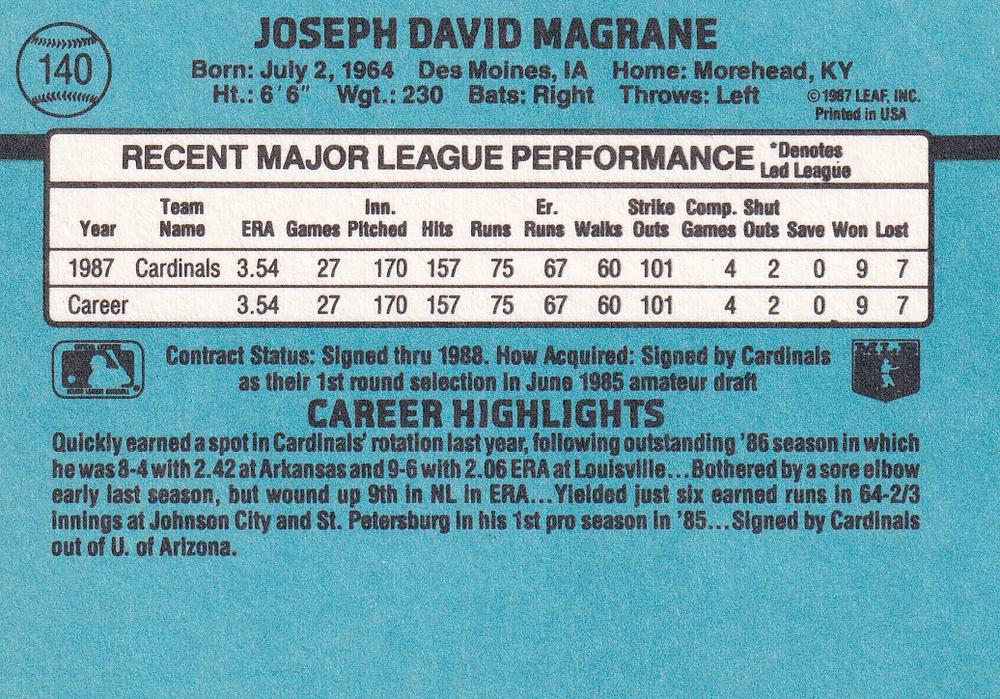 140
JOSEPH DAVID MAGRANE
Born: July 2, 1964 Des Moines, IA Home: Morehead, KY
Ht.: 6'6" Wgt.: 230 Bats: Right Throws: Left
©1987 LEAF, INC.
Printed in USA
RECENT MAJOR LEAGUE PERFORMANCE *Denotes Led League
Year Team Name ERA Games Inn. Pitched Hits Runs Er. Runs Walks Strike Outs Comp. Games Shut Outs Save Won Lost
1987 Cardinals 3.54 27 170 157 75 67 60 101 4 2 0 9 7
Career 3.54 27 170 157 75 67 60 101 4 2 0 9 7
Contract Status: Signed thru 1988. How Acquired: Signed by Cardinals
as their 1st round selection in June 1985 amateur draft
CAREER HIGHLIGHTS
Quickly earned a spot in Cardinals' rotation last year, following outstanding '86 season in which
he was 8-4 with 2.42 at Arkansas and 9-6 with 2.06 ERA at Louisville...Bothered by a sore elbow
early last season, but wound up 9th in NL in ERA...Yielded just six earned runs in 64-2/3
innings at Johnson City and St. Petersburg in his 1st pro season in '85...Signed by Cardinals
out of U. of Arizona.